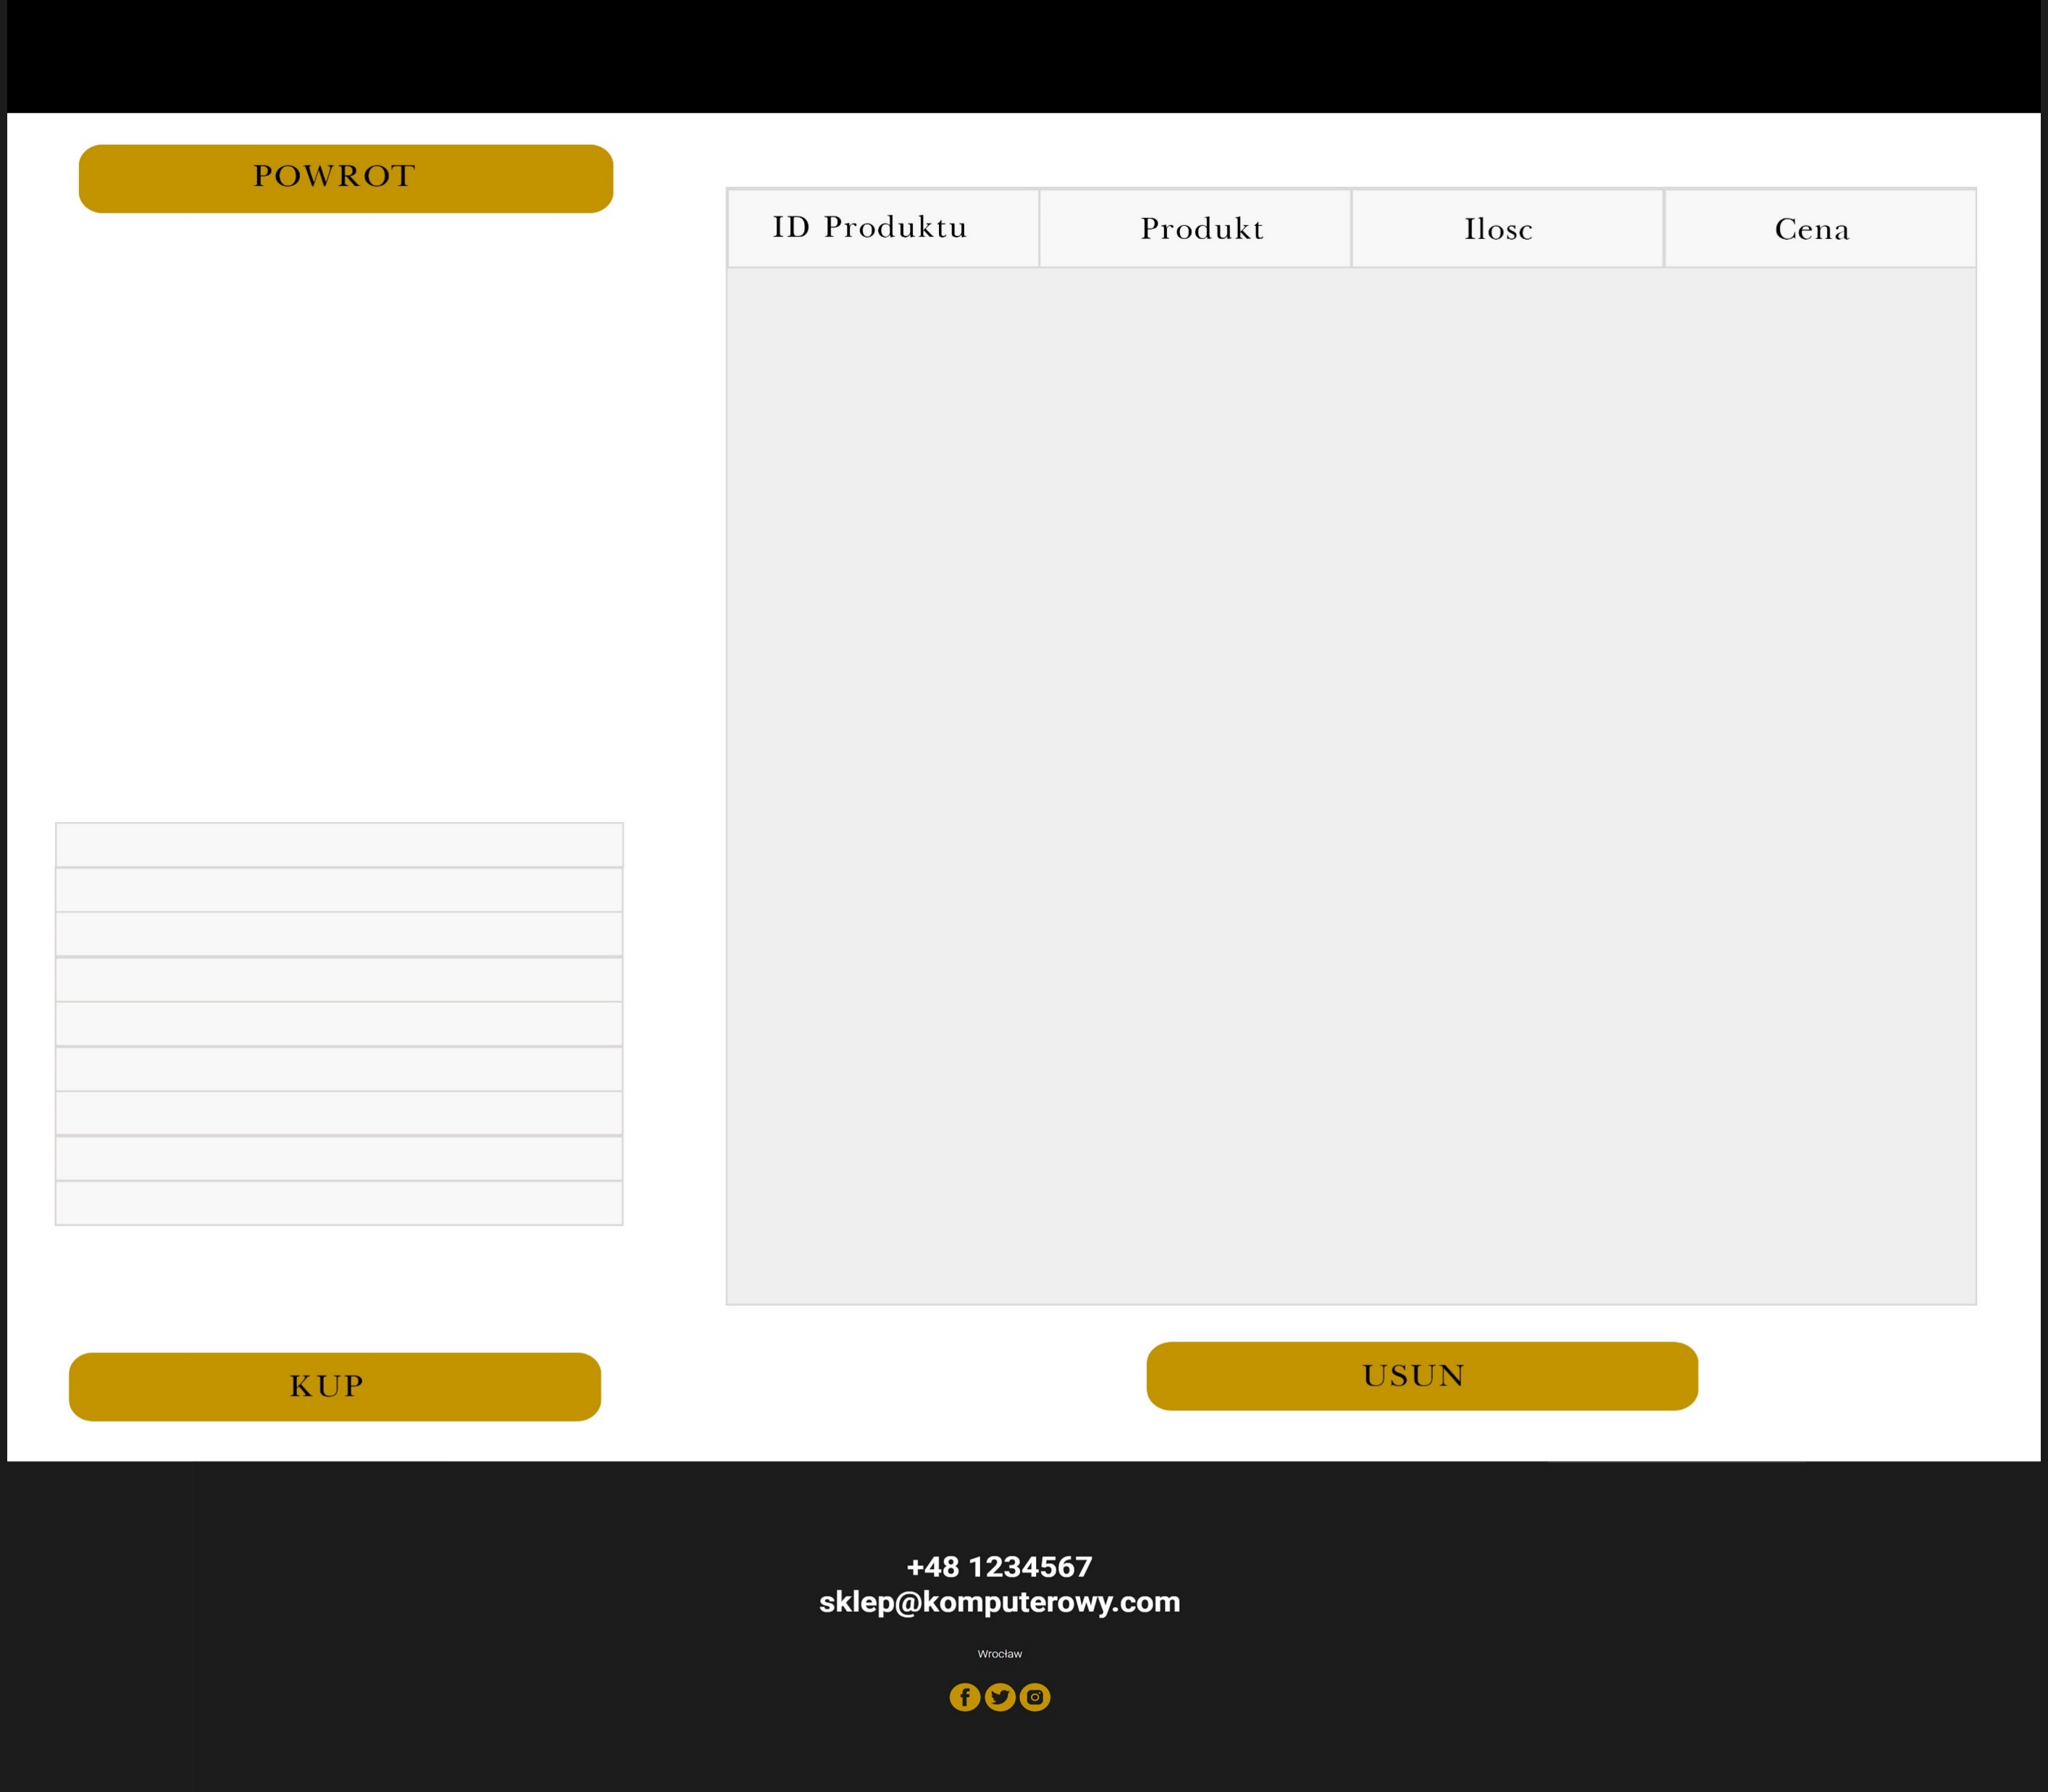 POWROT
ID Produktu
Produkt
Ilosc
Cena
KUP
USUN
+48 1234567
sklep@komputerowy.com
Wrocław